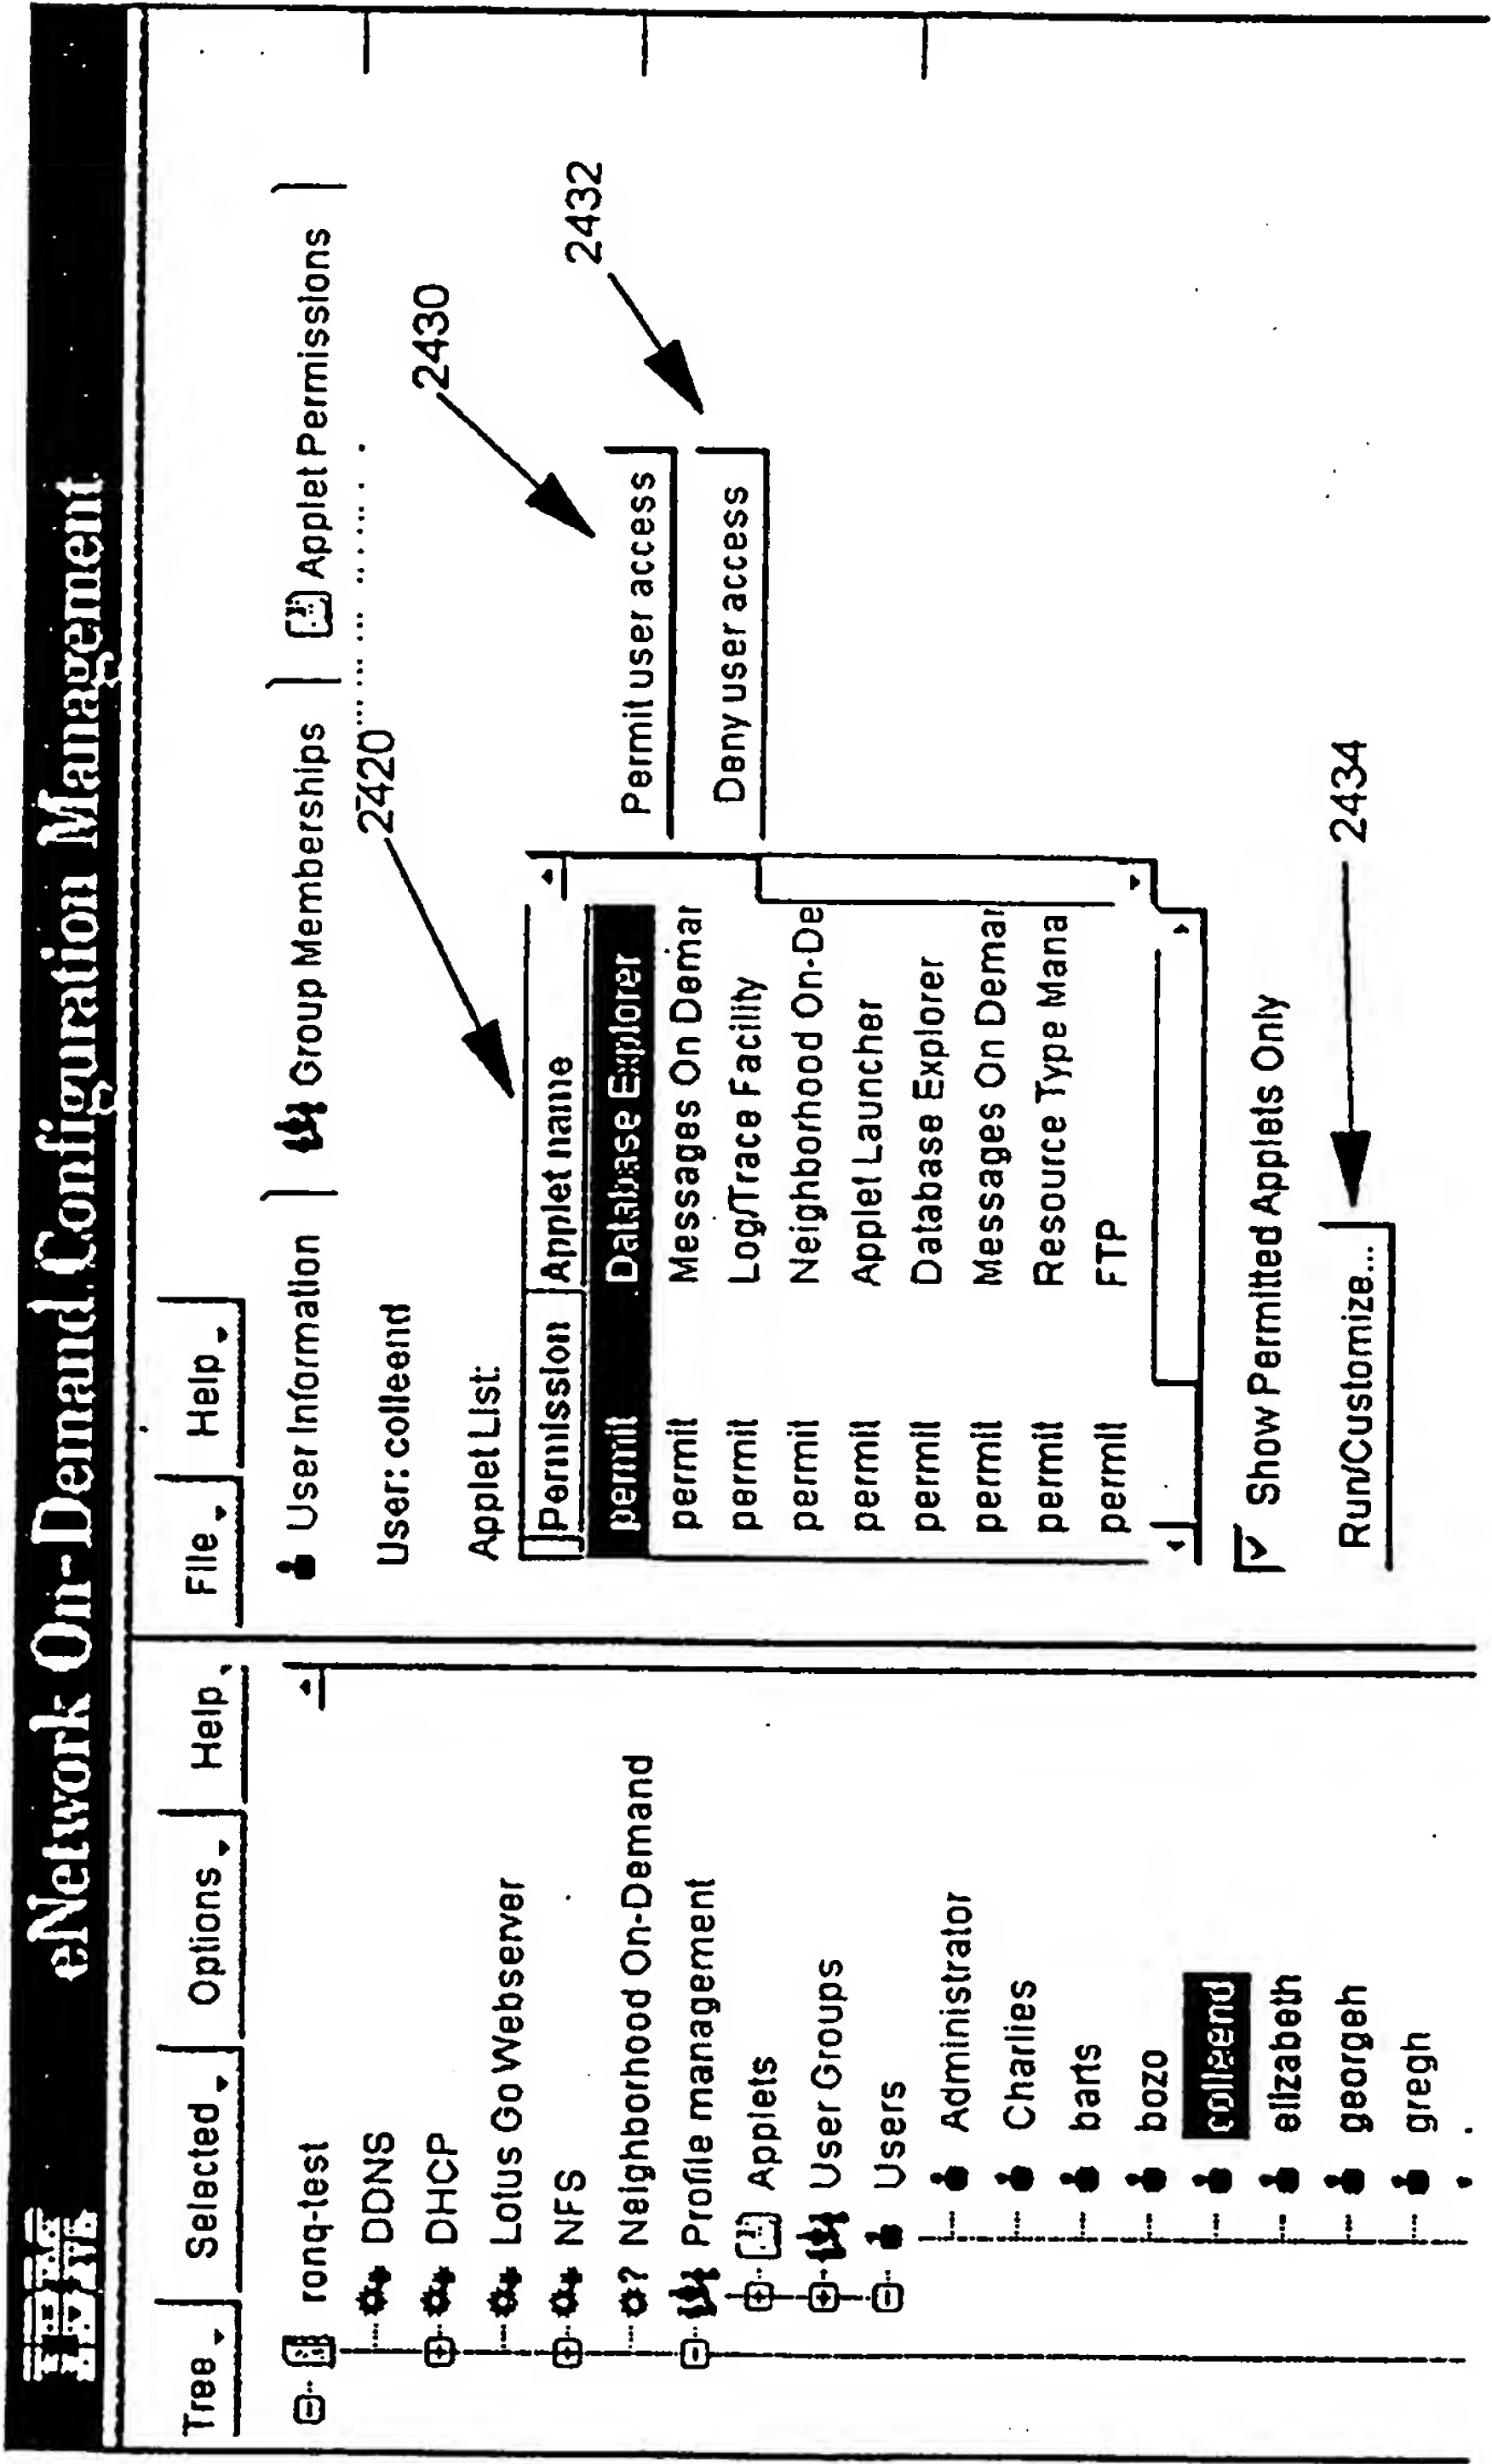 IBM eNetwork On-Demand Configuration Management
Tree Selected Options Help
ronq-test
DDNS
DHCP
Lotus Go Webserver
NFS
? Neighborhood On-Demand
Profile management
Applets
User Groups
Users
Administrator
Charlies
barts
bozo
colleend
elizabeth
georgeh
gregh
File Help
User Information Group Memberships Applet Permissions
User: colleend
2420
2430
2432
Applet List:
Permission Applet name
permit Database Explorer
permit Messages On Demar
permit Log/Trace Facility
permit Neighborhood On-De
permit Applet Launcher
permit Database Explorer
permit Messages On Demar
permit Resource Type Mana
permit FTP
Permit user access
Deny user access
Show Permitted Applets Only
Run/Customize...
2434